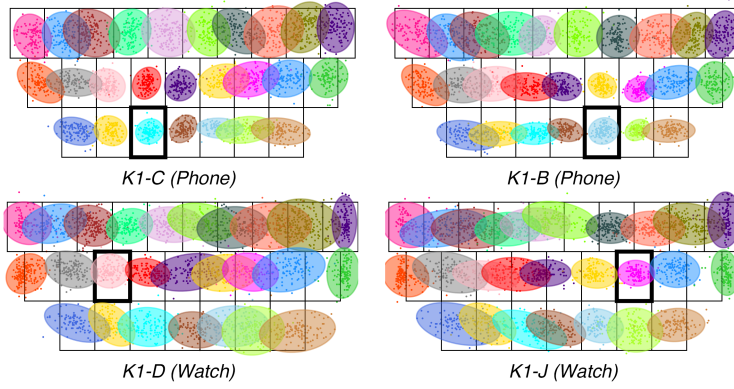 K1-C (Phone)
K1-B (Phone)
K1-D (Watch)
K1-J (Watch)